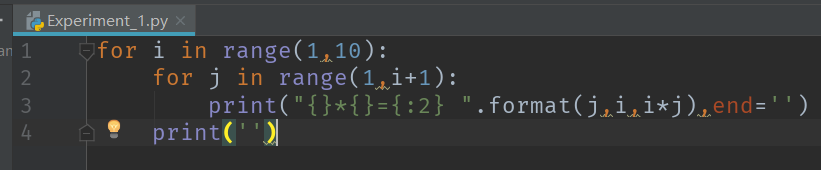 Experiment_1.py
1 for i in range(1,10):
2     for j in range(1,i+1):
3         print("{}*{}={:2} ".format(j,i,i*j),end='')
4     print('')